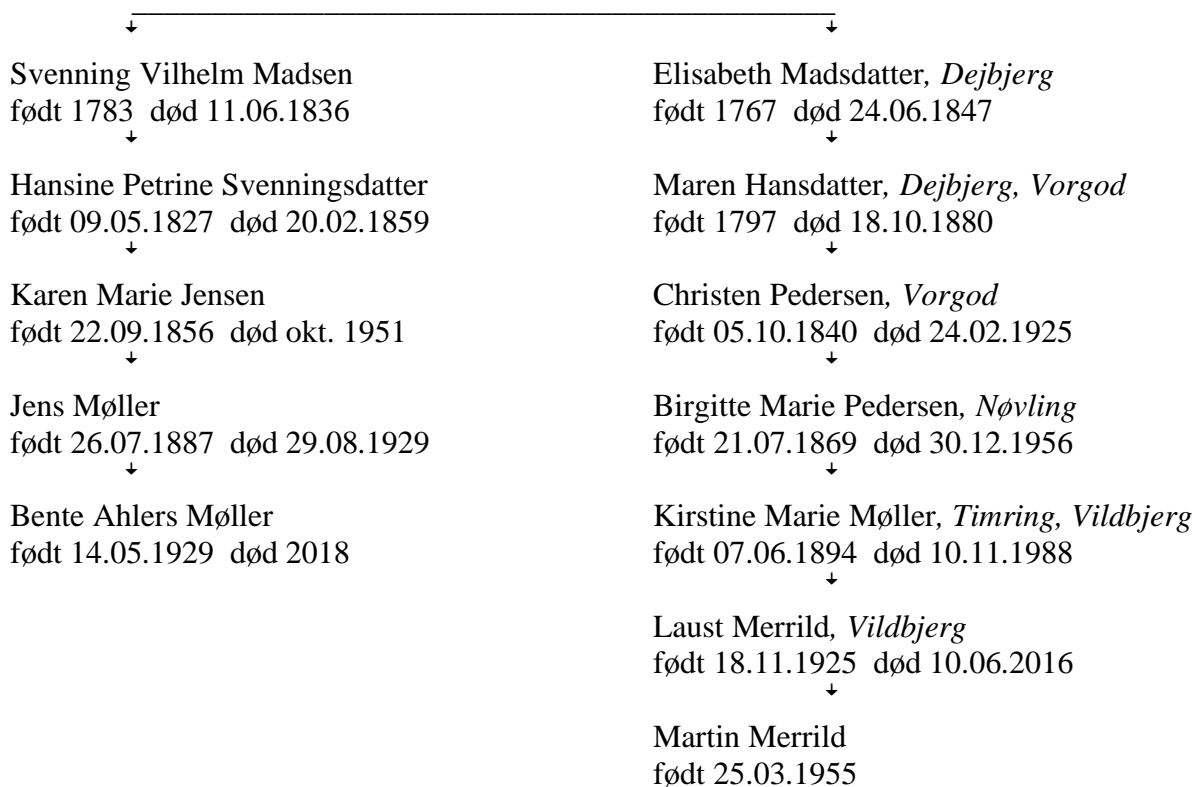 Svenning Vilhelm Madsen
født 1783 død 11.06.1836
Hansine Petrine Svenningsdatter
født 09.05.1827 død 20.02.1859
Karen Marie Jensen
født 22.09.1856 død okt. 1951
Jens Møller
født 26.07.1887 død 29.08.1929
Bente Ahlers Møller
født 14.05.1929 død 2018
Elisabeth Madsdatter, Dejbjerg
født 1767 død 24.06.1847
Maren Hansdatter, Dejbjerg, Vorgod
født 1797 død 18.10.1880
Christen Pedersen, Vorgod
født 05.10.1840 død 24.02.1925
Birgitte Marie Pedersen, Nøvling
født 21.07.1869 død 30.12.1956
Kirstine Marie Møller, Timring, Vildbjerg
født 07.06.1894 død 10.11.1988
Laust Merrild, Vildbjerg
født 18.11.1925 død 10.06.2016
Martin Merrild
født 25.03.1955